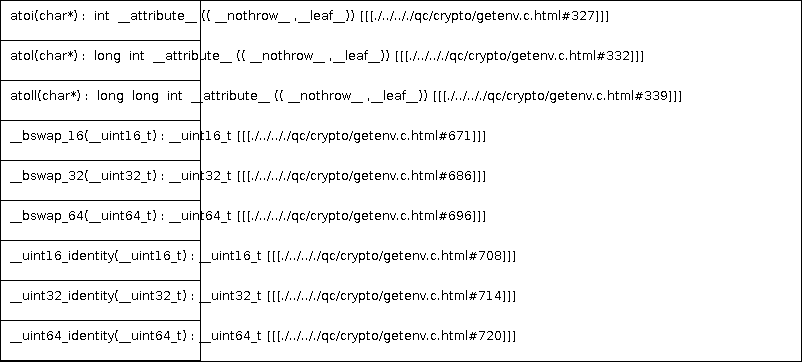 atoi(char*) : int __attribute__ (( __nothrow__ ,__leaf__)) [[[./../../qc/crypto/getenv.c.html#327]]]
atol(char*) : long int __attribute__ (( __nothrow__ ,__leaf__)) [[[./../../qc/crypto/getenv.c.html#332]]]
atoll(char*) : long long int __attribute__ (( __nothrow__ ,__leaf__)) [[[./../../qc/crypto/getenv.c.html#339]]]
__bswap_16(__uint16_t) : __uint16_t [[[./../../qc/crypto/getenv.c.html#671]]]
__bswap_32(__uint32_t) : __uint32_t [[[./../../qc/crypto/getenv.c.html#686]]]
__bswap_64(__uint64_t) : __uint64_t [[[./../../qc/crypto/getenv.c.html#696]]]
__uint16_identity(__uint16_t) : __uint16_t [[[./../../qc/crypto/getenv.c.html#708]]]
__uint32_identity(__uint32_t) : __uint32_t [[[./../../qc/crypto/getenv.c.html#714]]]
__uint64_identity(__uint64_t) : __uint64_t [[[./../../qc/crypto/getenv.c.html#720]]]